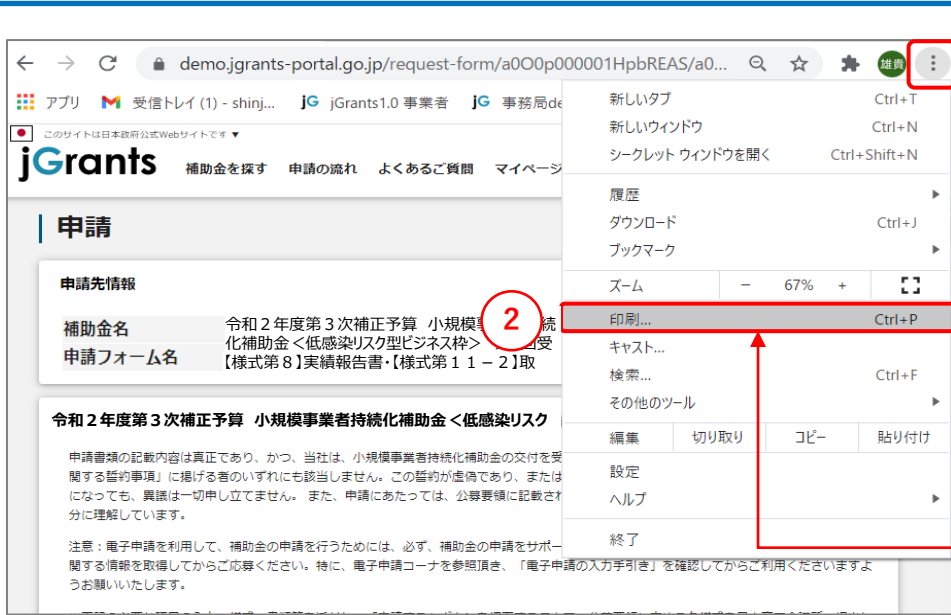 demo.jgrants-portal.go.jp/request-form/a0O0p000001HpbREAS/a0...
雄貴
アプリ
受信トレイ (1) - shinj...
jG jGrants1.0 事業者
jG 事務局de
このサイトは日本政府公式Webサイトです ▼
jGrants
補助金を探す 申請の流れ よくあるご質問 マイページ
申請
申請先情報
補助金名
令和２年度第３次補正予算 小規模事 続
化補助金＜低感染リスク型ビジネス枠＞ 受
申請フォーム名
【様式第８】実績報告書・【様式第１１－２】取
2
令和２年度第３次補正予算 小規模事業者持続化補助金＜低感染リスク
申請書類の記載内容は真正であり、かつ、当社は、小規模事業者持続化補助金の交付を受
関する誓約事項」に掲げる者のいずれにも該当しません。この誓約が虚偽であり、または
になっても、異議は一切申し立てません。 また、申請にあたっては、公募要領に記載され
分に理解しています。
注意：電子申請を利用して、補助金の申請を行うためには、必ず、補助金の申請をサポー
関する情報を取得してからご応募ください。特に、電子申請コーナを参照頂き、「電子申請の入力手引き」を確認してからご利用くださいますよ
うお願いいたします。
新しいタブ Ctrl+T
新しいウィンドウ Ctrl+N
シークレット ウィンドウを開く Ctrl+Shift+N
履歴
ダウンロード Ctrl+J
ブックマーク
ズーム － 67% +
印刷... Ctrl+P
キャスト...
検索... Ctrl+F
その他のツール
編集 切り取り コピー 貼り付け
設定
ヘルプ
終了